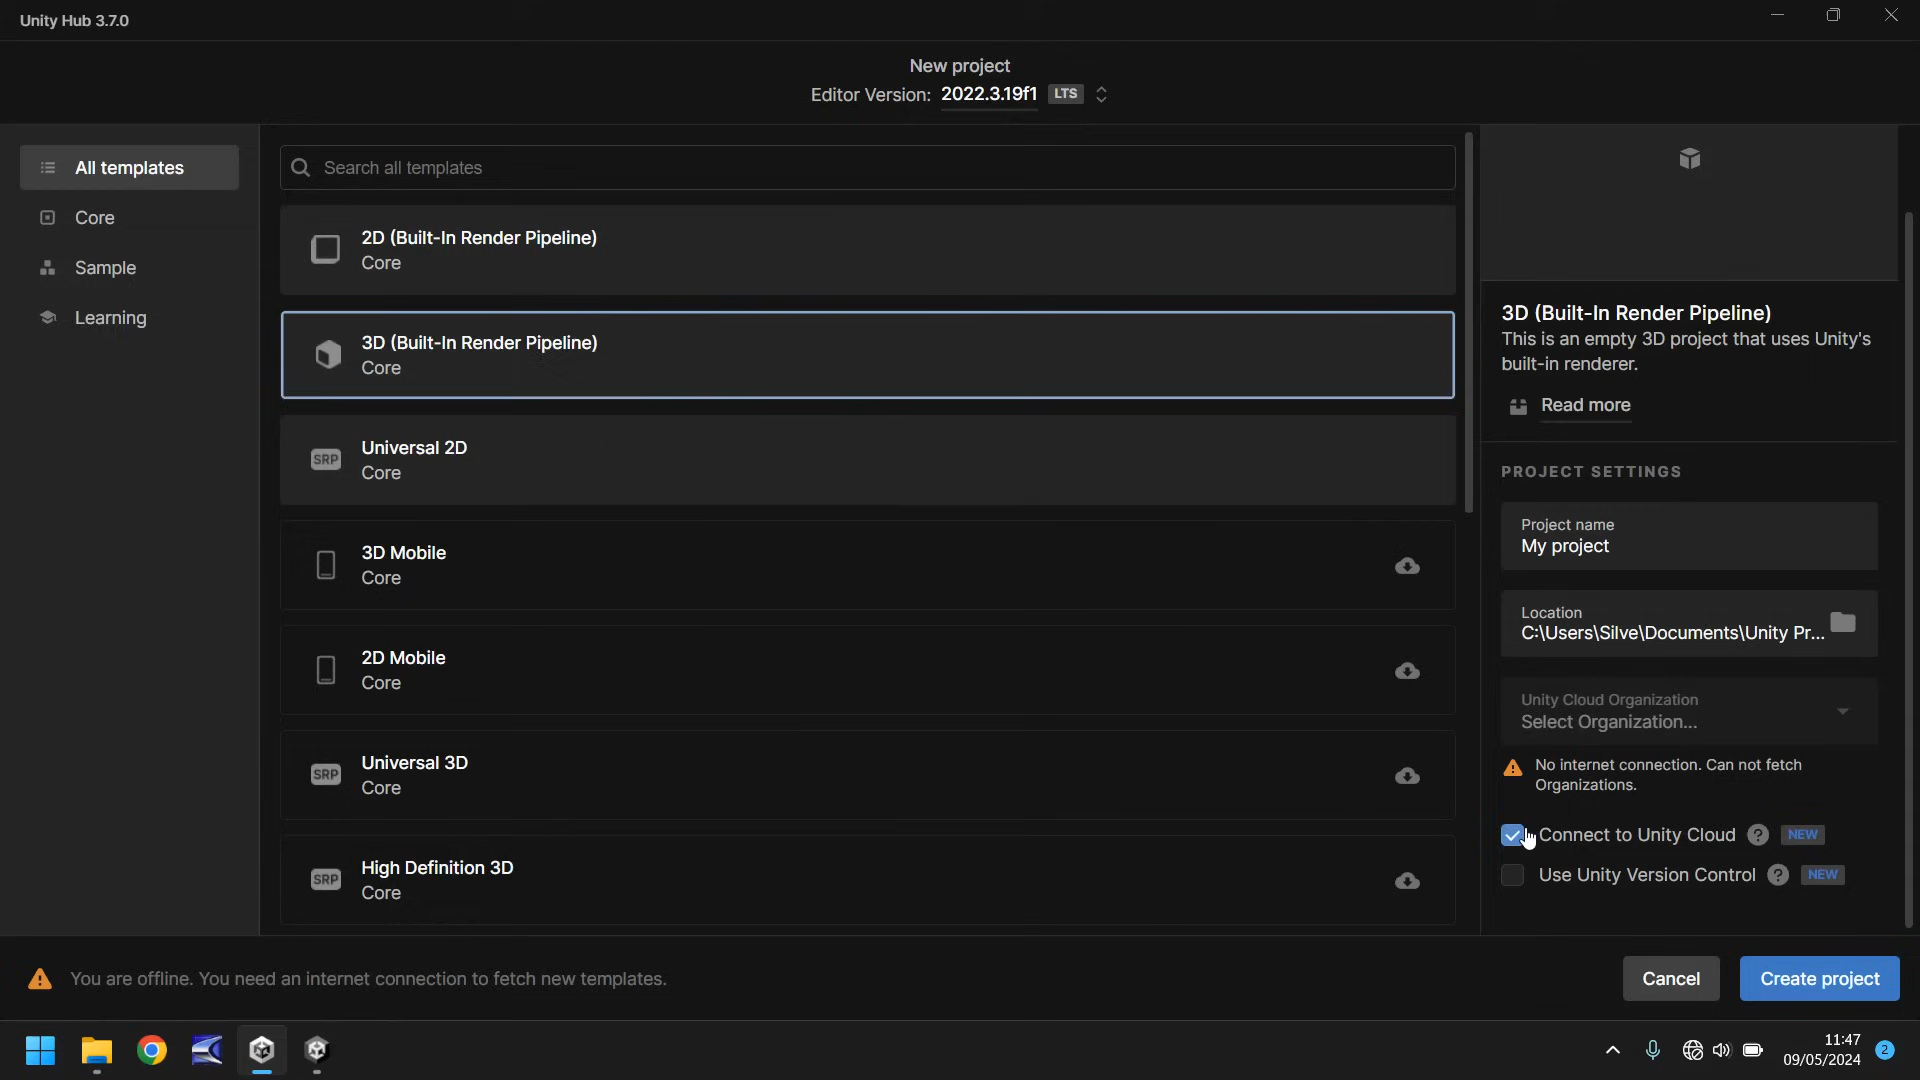 Unity Hub 3.7.0
New project
Editor Version: 2022.3.19f1 LTS
All templates
Core
Sample
Learning
Search all templates
2D (Built-In Render Pipeline)
Core
3D (Built-In Render Pipeline)
Core
SRP
Universal 2D
Core
3D Mobile
Core
2D Mobile
Core
SRP
Universal 3D
Core
SRP
High Definition 3D
Core
3D (Built-In Render Pipeline)
This is an empty 3D project that uses Unity's
built-in renderer.
Read more
PROJECT SETTINGS
Project name
My project
Location
C:\Users\Silve\Documents\Unity Pr...
Unity Cloud Organization
Select Organization...
No internet connection. Can not fetch
Organizations.
Connect to Unity Cloud ? NEW
Use Unity Version Control ? NEW
You are offline. You need an internet connection to fetch new templates.
Cancel
Create project
11:47
09/05/2024
2